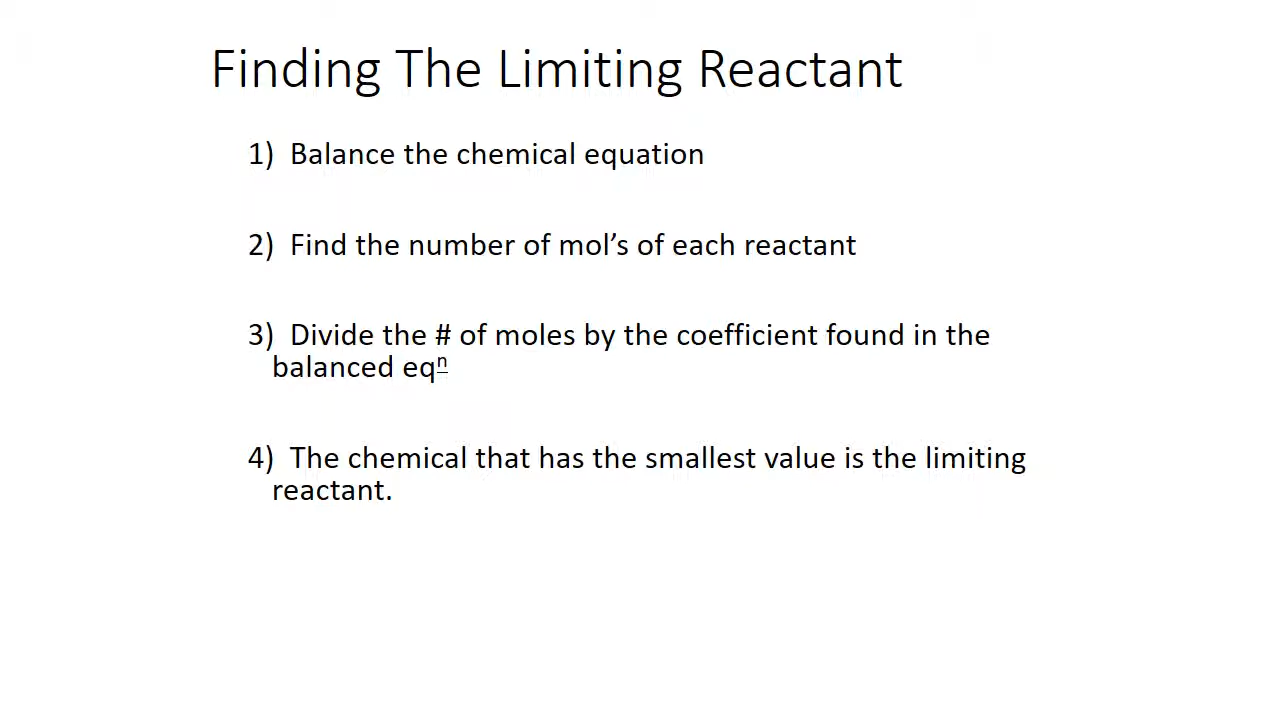 Finding The Limiting Reactant
1) Balance the chemical equation
2) Find the number of mol’s of each reactant
3) Divide the # of moles by the coefficient found in the
balanced eqⁿ
4) The chemical that has the smallest value is the limiting
reactant.